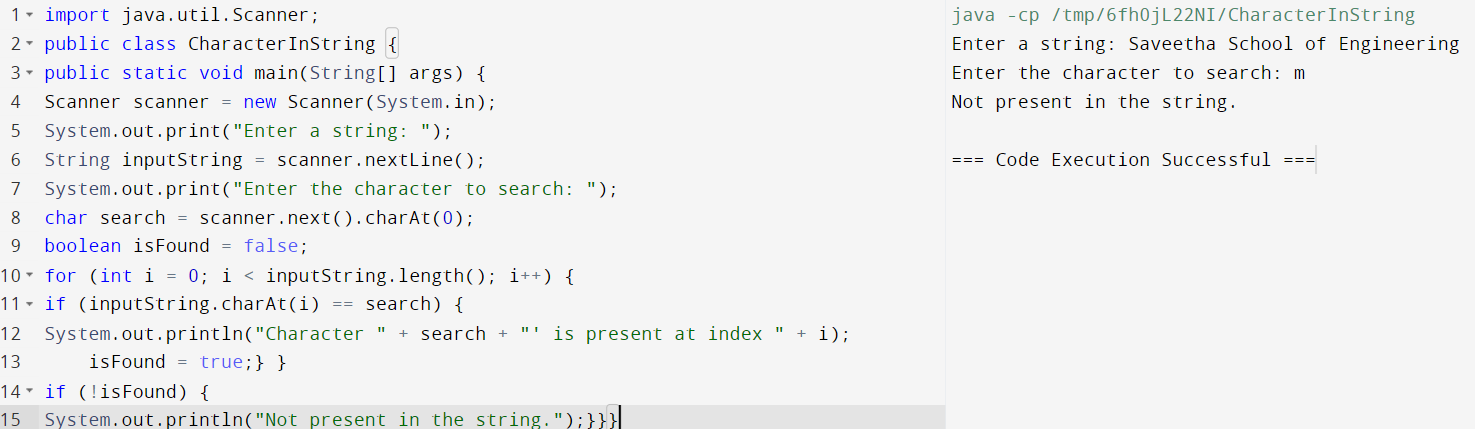 1 import java.util.Scanner;
2 public class CharacterInString {
3 public static void main(String[] args) {
4 Scanner scanner = new Scanner(System.in);
5 System.out.print("Enter a string: ");
6 String inputString = scanner.nextLine();
7 System.out.print("Enter the character to search: ");
8 char search = scanner.next().charAt(0);
9 boolean isFound = false;
10 for (int i = 0; i < inputString.length(); i++) {
11 if (inputString.charAt(i) == search) {
12 System.out.println("Character " + search + "' is present at index " + i);
13     isFound = true;} }
14 if (!isFound) {
15 System.out.println("Not present in the string.");}}}
java -cp /tmp/6fh0jL22NI/CharacterInString
Enter a string: Saveetha School of Engineering
Enter the character to search: m
Not present in the string.
=== Code Execution Successful ===